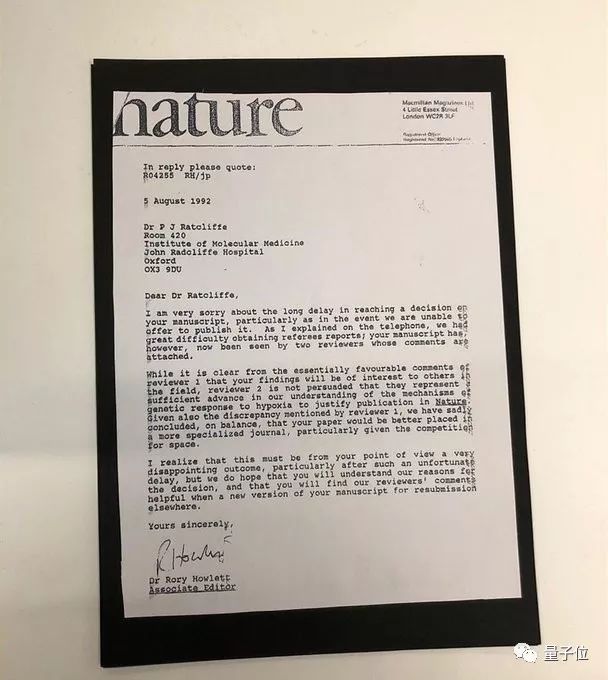 nature
Macmillan Magazines Ltd
4 Little Essex Street
London WC2R 3LF
Registered Office
In reply please quote:
R04255 RH/jp
5 August 1992
Dr P J Ratcliffe
Room 420
Institute of Molecular Medicine
John Radcliffe Hospital
Oxford
OX3 9DU
Dear Dr Ratcliffe,
I am very sorry about the long delay in reaching a decision on
your manuscript, particularly as in the event we are unable to
offer to publish it. As I explained on the telephone, we had
great difficulty obtaining referees reports; your manuscript has,
however, now been seen by two reviewers whose comments are
attached.
While it is clear from the essentially favourable comments of
reviewer 1 that your findings will be of interest to others in
the field, reviewer 2 is not persuaded that they represent a
sufficient advance in our understanding of the mechanisms of
genetic response to hypoxia to justify publication in Nature.
Given also the discrepancy mentioned by reviewer 1, we have sadly
concluded, on balance, that your paper would be better placed in
a more specialized journal, particularly given the competition
for space.
I realize that this must be from your point of view a very
disappointing outcome, particularly after such an unfortunate
delay, but we do hope that you will understand our reasons for
the decision, and that you will find our reviewers' comments
helpful when a new version of your manuscript for resubmission
elsewhere.
Yours sincerely,
R Howlett
Dr Rory Howlett
Associate Editor
量子位